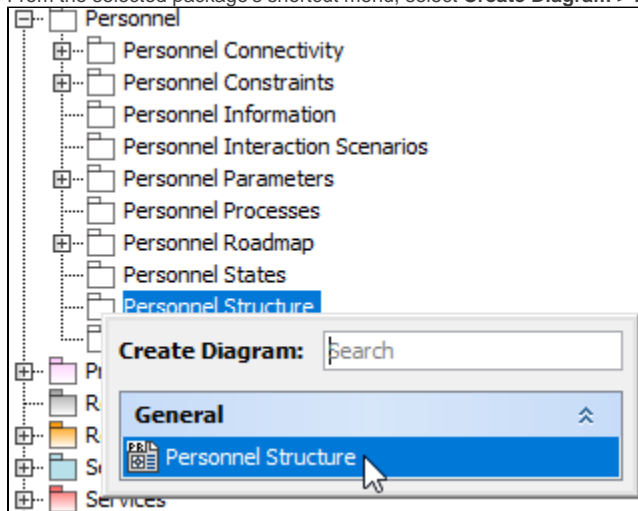 From the selected package's shortcut menu, select Create Diagram >
Personnel
Personnel Connectivity
Personnel Constraints
Personnel Information
Personnel Interaction Scenarios
Personnel Parameters
Personnel Processes
Personnel Roadmap
Personnel States
Personnel Structure
Create Diagram: Search
General
Personnel Structure
Services